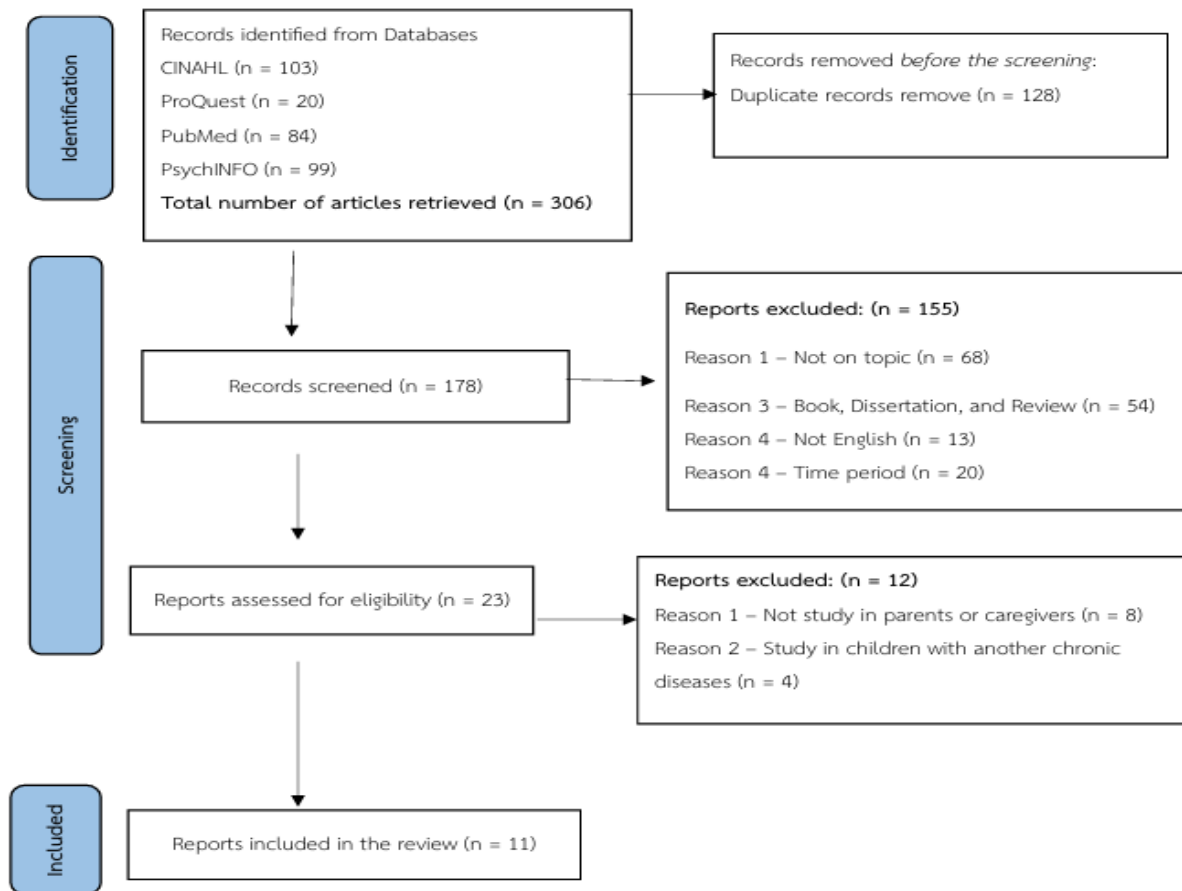 Identification
Records identified from Databases
CINAHL (n = 103)
ProQuest (n = 20)
PubMed (n = 84)
PsychINFO (n = 99)
Total number of articles retrieved (n = 306)
Records removed before the screening:
Duplicate records remove (n = 128)
Screening
Records screened (n = 178)
Reports excluded: (n = 155)
Reason 1 – Not on topic (n = 68)
Reason 3 – Book, Dissertation, and Review (n = 54)
Reason 4 – Not English (n = 13)
Reason 4 – Time period (n = 20)
Reports assessed for eligibility (n = 23)
Reports excluded: (n = 12)
Reason 1 – Not study in parents or caregivers (n = 8)
Reason 2 – Study in children with another chronic
diseases (n = 4)
Included
Reports included in the review (n = 11)